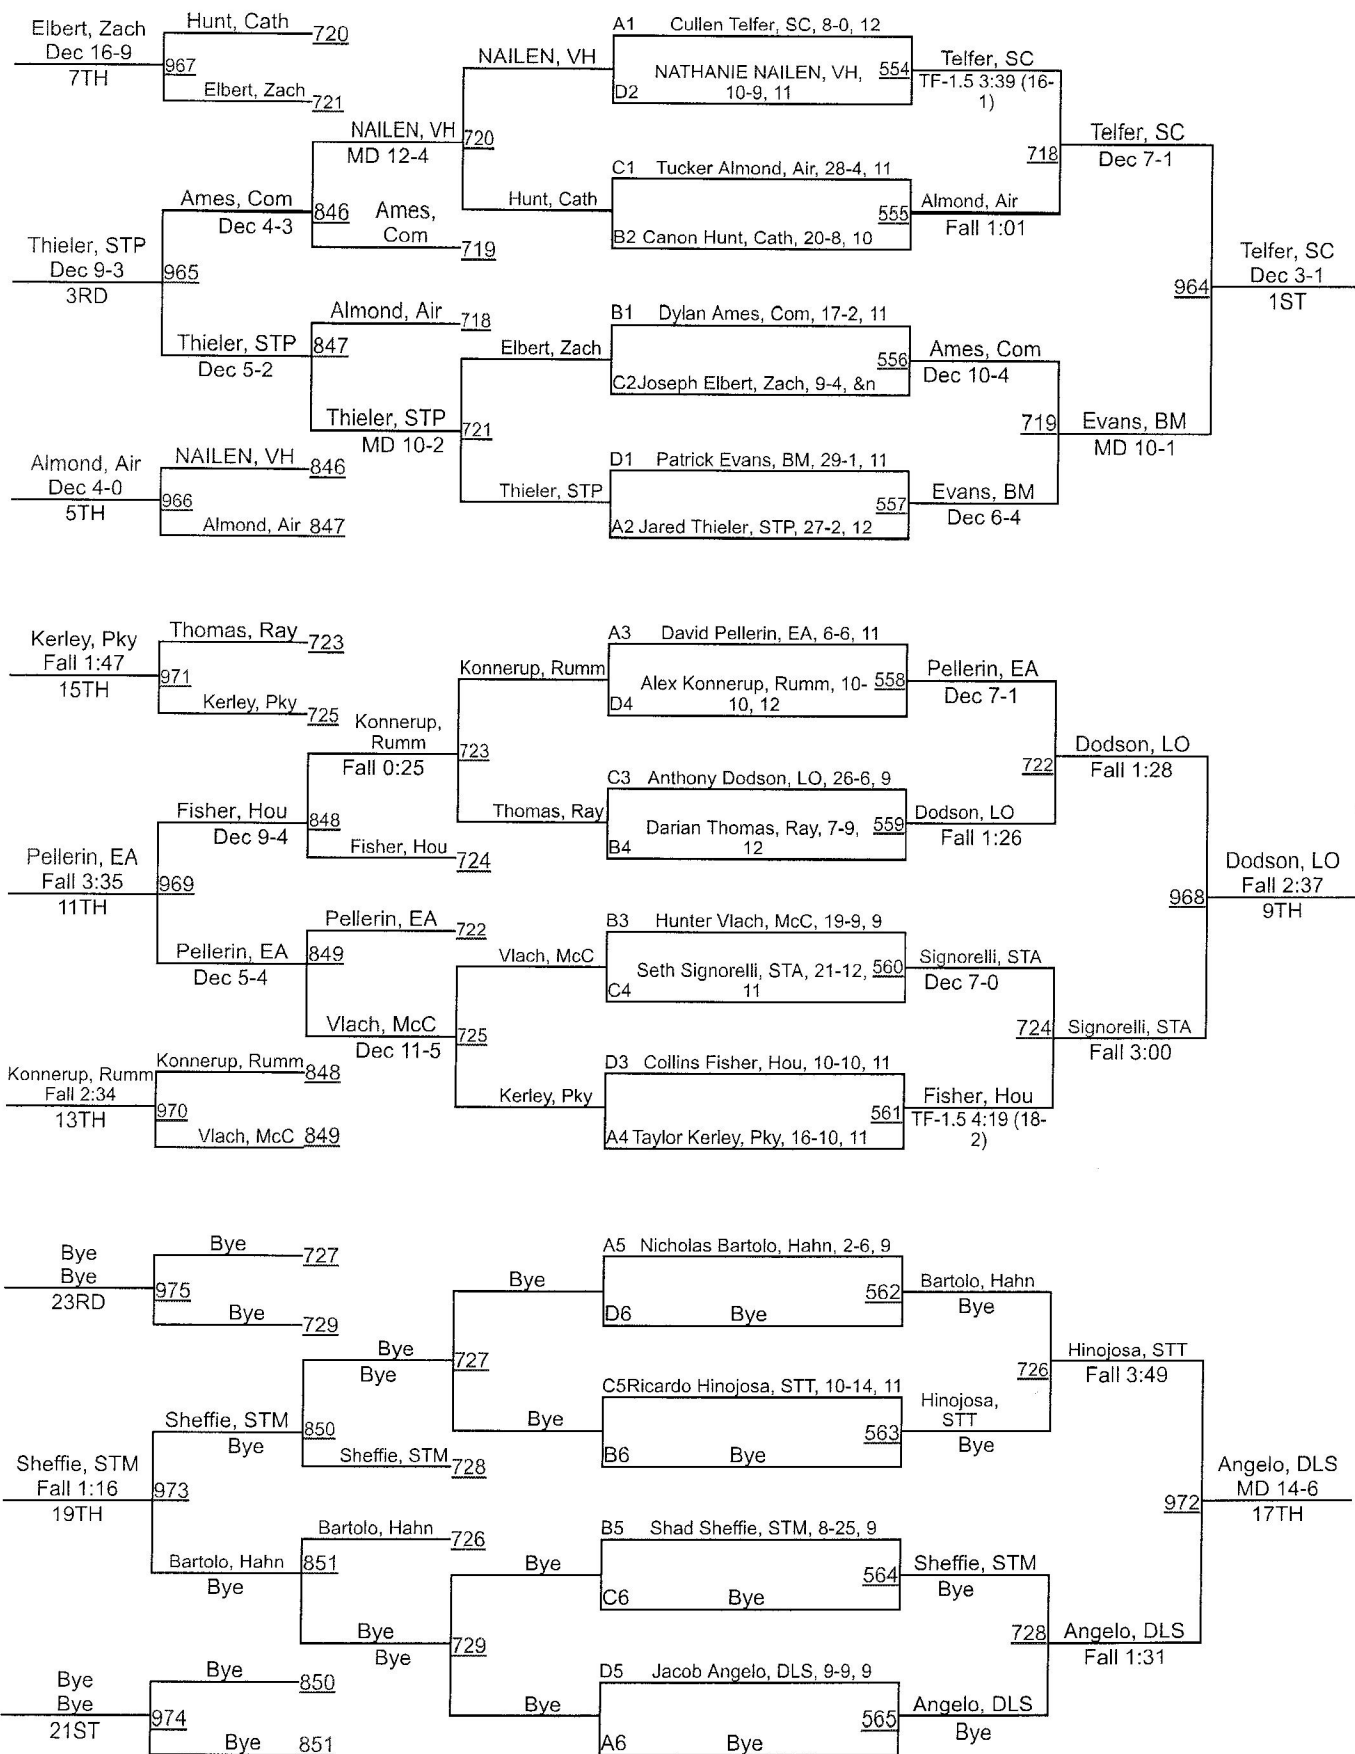 Elbert, Zach
Dec 16-9
7TH
967
Hunt, Cath
720
Elbert, Zach
721
NAILEN, VH
MD 12-4
720
NAILEN, VH
Hunt, Cath
A1 Cullen Telfer, SC, 8-0, 12
NATHANIE NAILEN, VH,
D2 10-9, 11
554
Telfer, SC
TF-1.5 3:39 (16-
1)
C1 Tucker Almond, Air, 28-4, 11
555
B2 Canon Hunt, Cath, 20-8, 10
Almond, Air
Fall 1:01
718
Telfer, SC
Dec 7-1
Ames, Com
Dec 4-3
846
Ames,
Com
719
Thieler, STP
Dec 9-3
3RD
965
Thieler, STP
Dec 5-2
847
Almond, Air
718
Thieler, STP
MD 10-2
721
Elbert, Zach
Thieler, STP
B1 Dylan Ames, Com, 17-2, 11
556
C2 Joseph Elbert, Zach, 9-4, &n
Ames, Com
Dec 10-4
D1 Patrick Evans, BM, 29-1, 11
557
A2 Jared Thieler, STP, 27-2, 12
Evans, BM
Dec 6-4
719
Evans, BM
MD 10-1
964
Telfer, SC
Dec 3-1
1ST
Almond, Air
Dec 4-0
5TH
966
NAILEN, VH
846
Almond, Air
847
Kerley, Pky
Fall 1:47
15TH
971
Thomas, Ray
723
Kerley, Pky
725
Konnerup,
Rumm
Fall 0:25
723
Konnerup, Rumm
Thomas, Ray
A3 David Pellerin, EA, 6-6, 11
Alex Konnerup, Rumm, 10-
D4 10, 12
558
Pellerin, EA
Dec 7-1
C3 Anthony Dodson, LO, 26-6, 9
Darian Thomas, Ray, 7-9,
B4 12
559
Dodson, LO
Fall 1:26
722
Dodson, LO
Fall 1:28
Fisher, Hou
Dec 9-4
848
Fisher, Hou
724
Pellerin, EA
Fall 3:35
11TH
969
Pellerin, EA
Dec 5-4
849
Pellerin, EA
722
Vlach, McC
Dec 11-5
725
Vlach, McC
Kerley, Pky
B3 Hunter Vlach, McC, 19-9, 9
Seth Signorelli, STA, 21-12,
C4 11
560
Signorelli, STA
Dec 7-0
D3 Collins Fisher, Hou, 10-10, 11
561
A4 Taylor Kerley, Pky, 16-10, 11
Fisher, Hou
TF-1.5 4:19 (18-
2)
724
Signorelli, STA
Fall 3:00
968
Dodson, LO
Fall 2:37
9TH
Konnerup, Rumm
Fall 2:34
13TH
970
Konnerup, Rumm
848
Vlach, McC
849
Bye
Bye
23RD
975
Bye
727
Bye
729
Bye
Bye
727
Bye
Bye
A5 Nicholas Bartolo, Hahn, 2-6, 9
562
D6 Bye
Bartolo, Hahn
Bye
C5 Ricardo Hinojosa, STT, 10-14, 11
563
B6 Bye
Hinojosa,
STT
Bye
726
Hinojosa, STT
Fall 3:49
Sheffie, STM
Bye
850
Sheffie, STM
728
Sheffie, STM
Fall 1:16
19TH
973
Bartolo, Hahn
Bye
851
Bartolo, Hahn
726
Bye
Bye
729
Bye
Bye
B5 Shad Sheffie, STM, 8-25, 9
564
C6 Bye
Sheffie, STM
Bye
D5 Jacob Angelo, DLS, 9-9, 9
565
A6 Bye
Angelo, DLS
Bye
728
Angelo, DLS
Fall 1:31
972
Angelo, DLS
MD 14-6
17TH
Bye
Bye
21ST
974
Bye
850
Bye
851